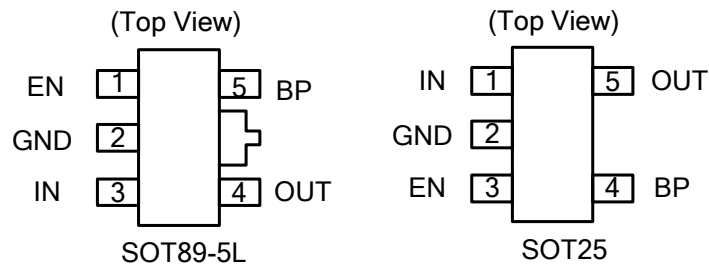 (Top View) (Top View)
EN 1 5 BP IN 1 5 OUT
GND 2 GND 2
IN 3 4 OUT EN 3 4 BP
SOT89-5L SOT25